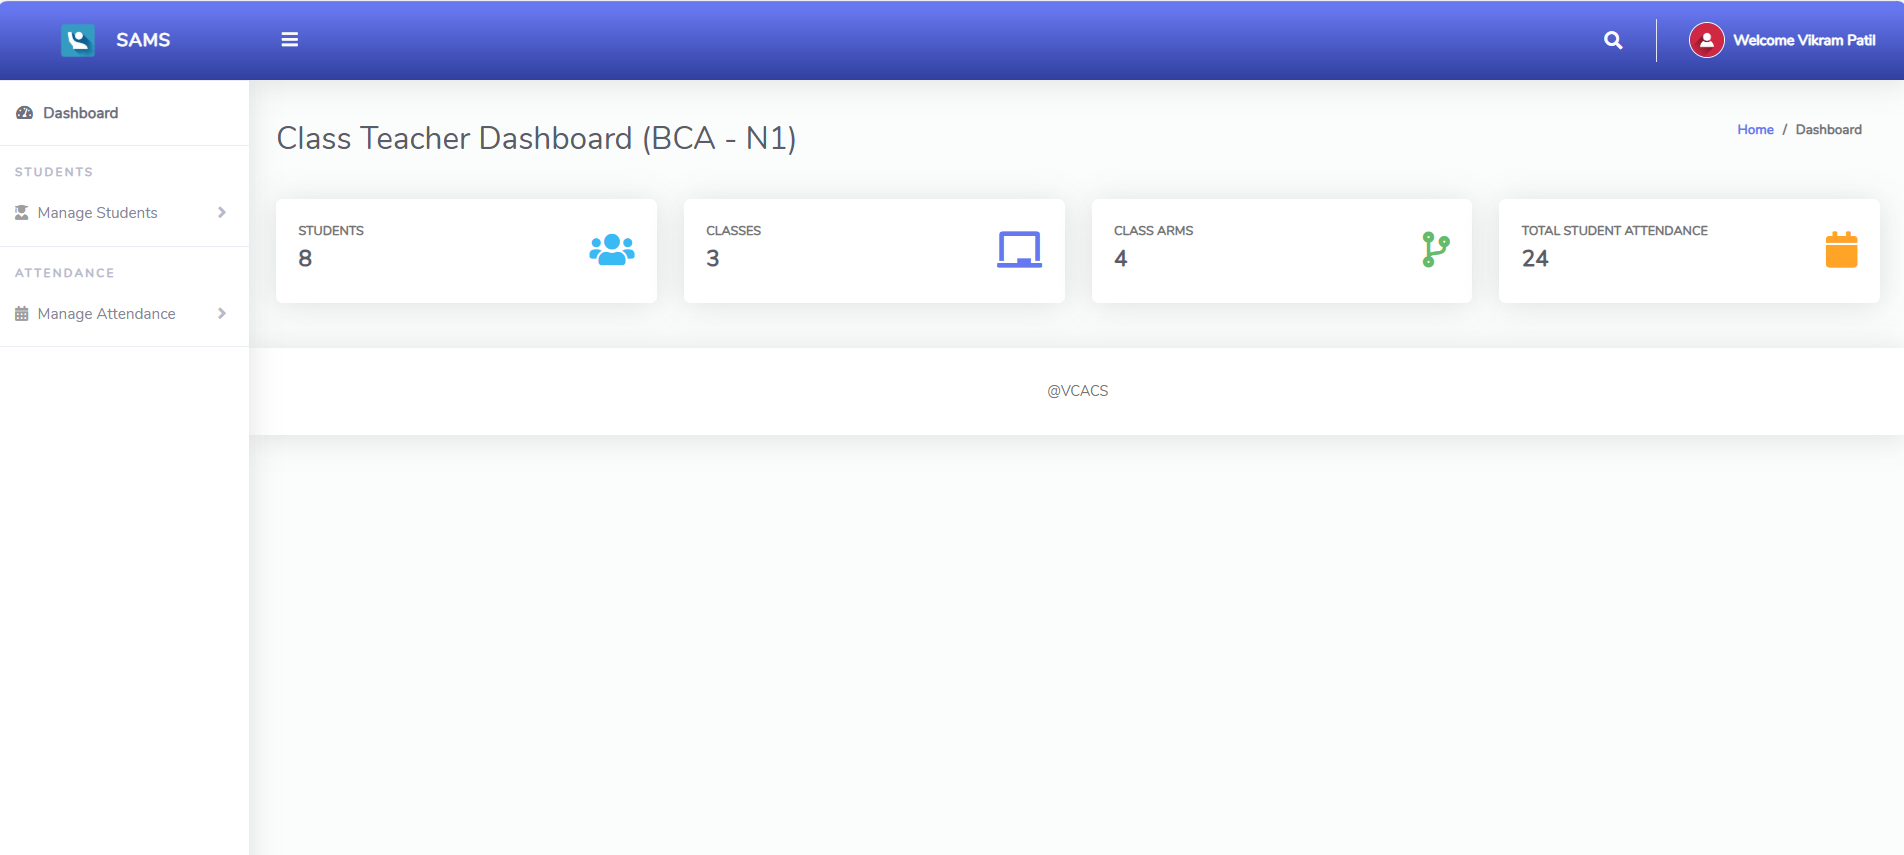 SAMS
Welcome Vikram Patil
Dashboard
STUDENTS
Manage Students
ATTENDANCE
Manage Attendance
Class Teacher Dashboard (BCA - N1)
Home / Dashboard
STUDENTS
8
CLASSES
3
CLASS ARMS
4
TOTAL STUDENT ATTENDANCE
24
@VCACS